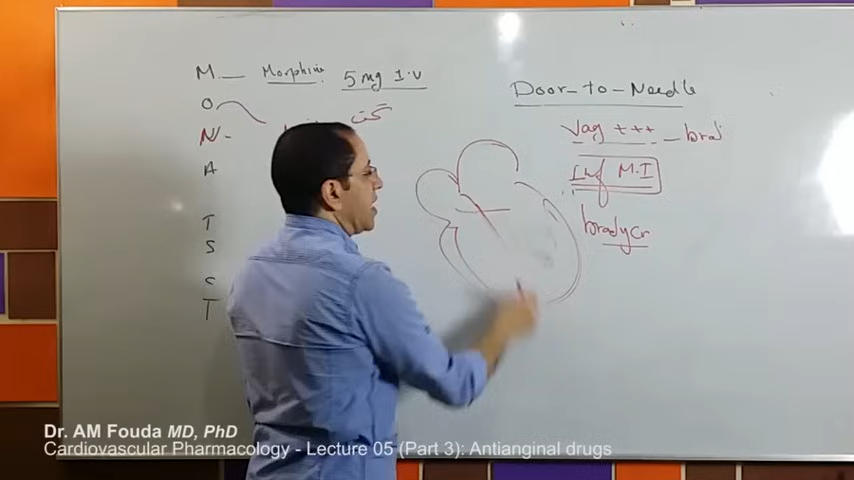 M — Morphine 5 mg I.V
O
N -
A
T
S
C
T
Door-to-Needle
Vag +++ - brad
Inf M.I
bradycr
Dr. AM Fouda MD, PhD
Cardiovascular Pharmacology - Lecture 05 (Part 3): Antianginal drugs